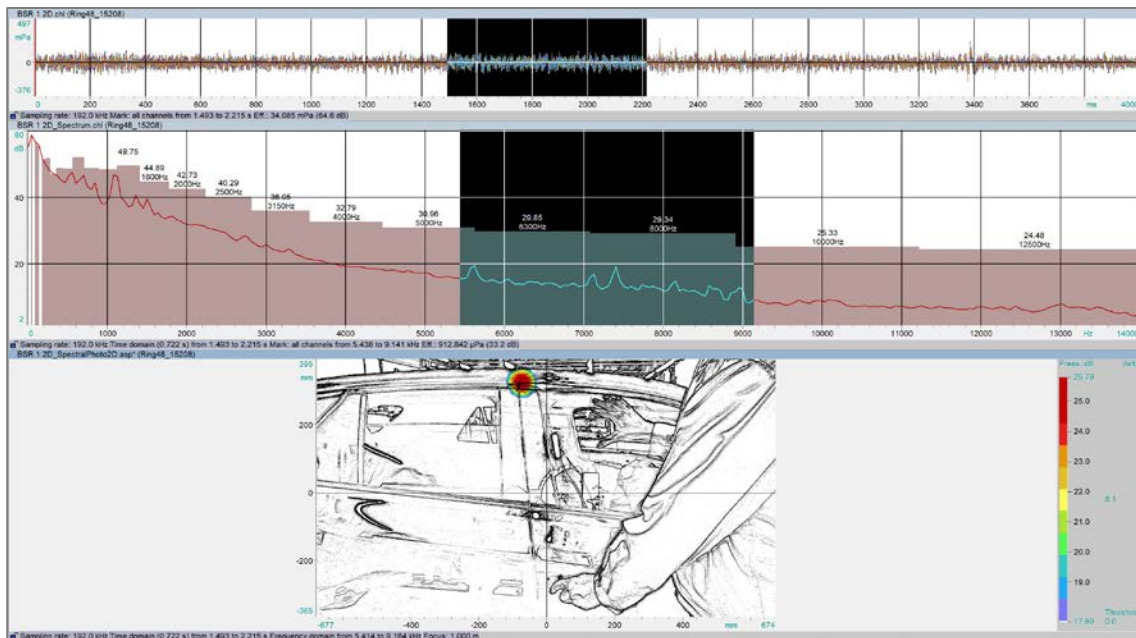 BSR 1 2D.chl (Ring48_15208)
497
mPa
0
-376
0 200 400 600 800 1000 1200 1400 1600 1800 2000 2200 2400 2600 2800 3000 3200 3400 3600 ms 4000
Sampling rate: 192.0 kHz Mark: all channels from 1.493 to 2.215 s Eff.: 34.085 mPa (64.6 dB)
BSR 1 2D_Spectrum.chl (Ring48_15208)
60
dB
40
20
2
49.75
44.89
1600Hz
42.73
2000Hz
40.29
2500Hz
36.05
3150Hz
32.79
4000Hz
30.96
5000Hz
29.85
6300Hz
29.34
8000Hz
25.33
10000Hz
24.48
12500Hz
0 1000 2000 3000 4000 5000 6000 7000 8000 9000 10000 11000 12000 13000 Hz 14000
Sampling rate: 192.0 kHz Time domain (0.722 s) from 1.493 to 2.215 s Mark: all channels from 5.438 to 9.141 kHz Eff.: 912.842 µPa (33.2 dB)
BSR 1 2D_SpectralPhoto2D.asp* (Ring48_15208)
395
mm
200
0
-200
-365
-677 -400 -200 0 mm 200 400 674
Press./dB
25.79
25.0
24.0
23.0
22.0
21.0
20.0
19.0
17.69
8.1
Threshold
0.0
Sampling rate: 192.0 kHz Time domain (0.722 s) from 1.493 to 2.215 s Frequency domain from 5.414 to 9.164 kHz Focus: 1.000 m